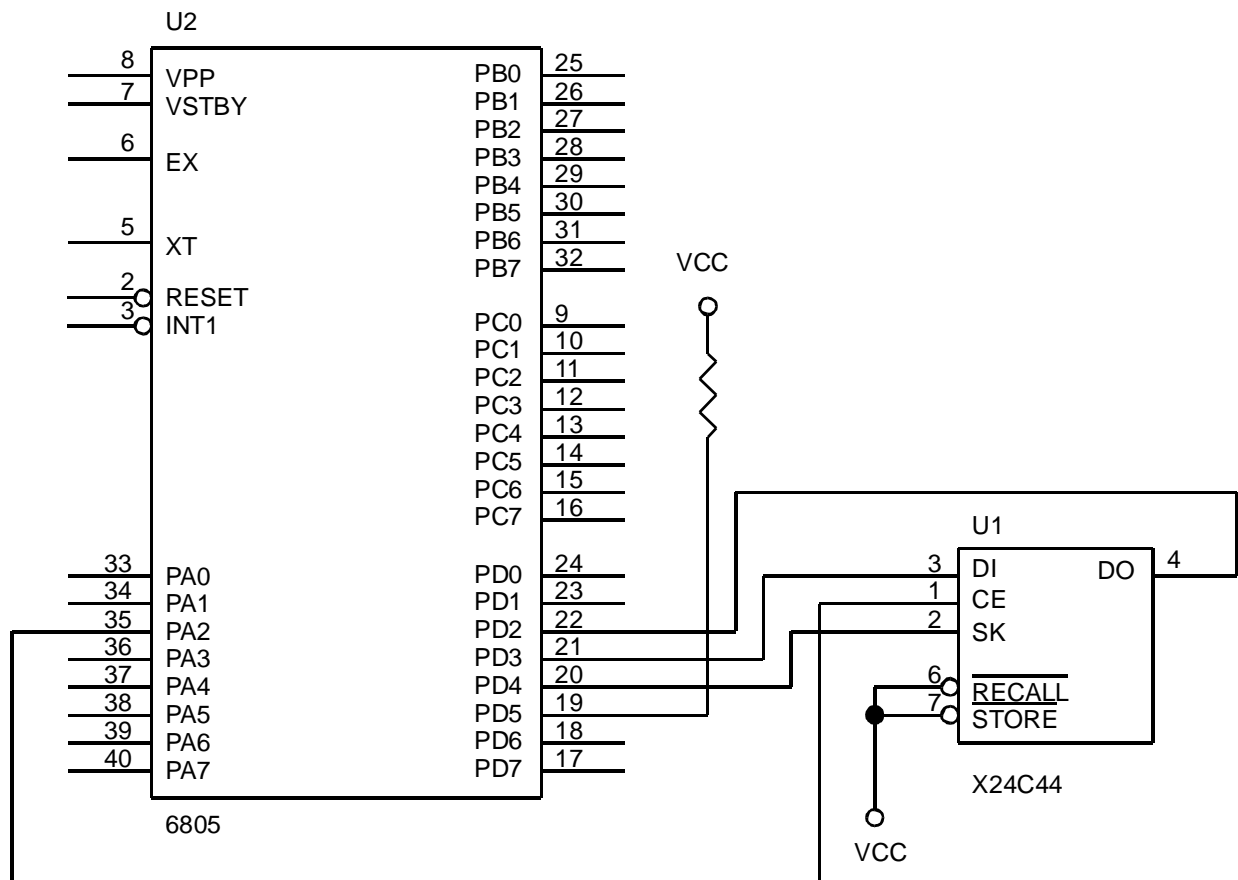 U2
8 VPP
7 VSTBY
6 EX
5 XT
2 RESET
3 INT1
33 PA0
34 PA1
35 PA2
36 PA3
37 PA4
38 PA5
39 PA6
40 PA7
PB0 25
PB1 26
PB2 27
PB3 28
PB4 29
PB5 30
PB6 31
PB7 32
PC0 9
PC1 10
PC2 11
PC3 12
PC4 13
PC5 14
PC6 15
PC7 16
PD0 24
PD1 23
PD2 22
PD3 21
PD4 20
PD5 19
PD6 18
PD7 17
6805
VCC
U1
3 DI
1 CE
2 SK
6 RECALL
7 STORE
DO 4
X24C44
VCC